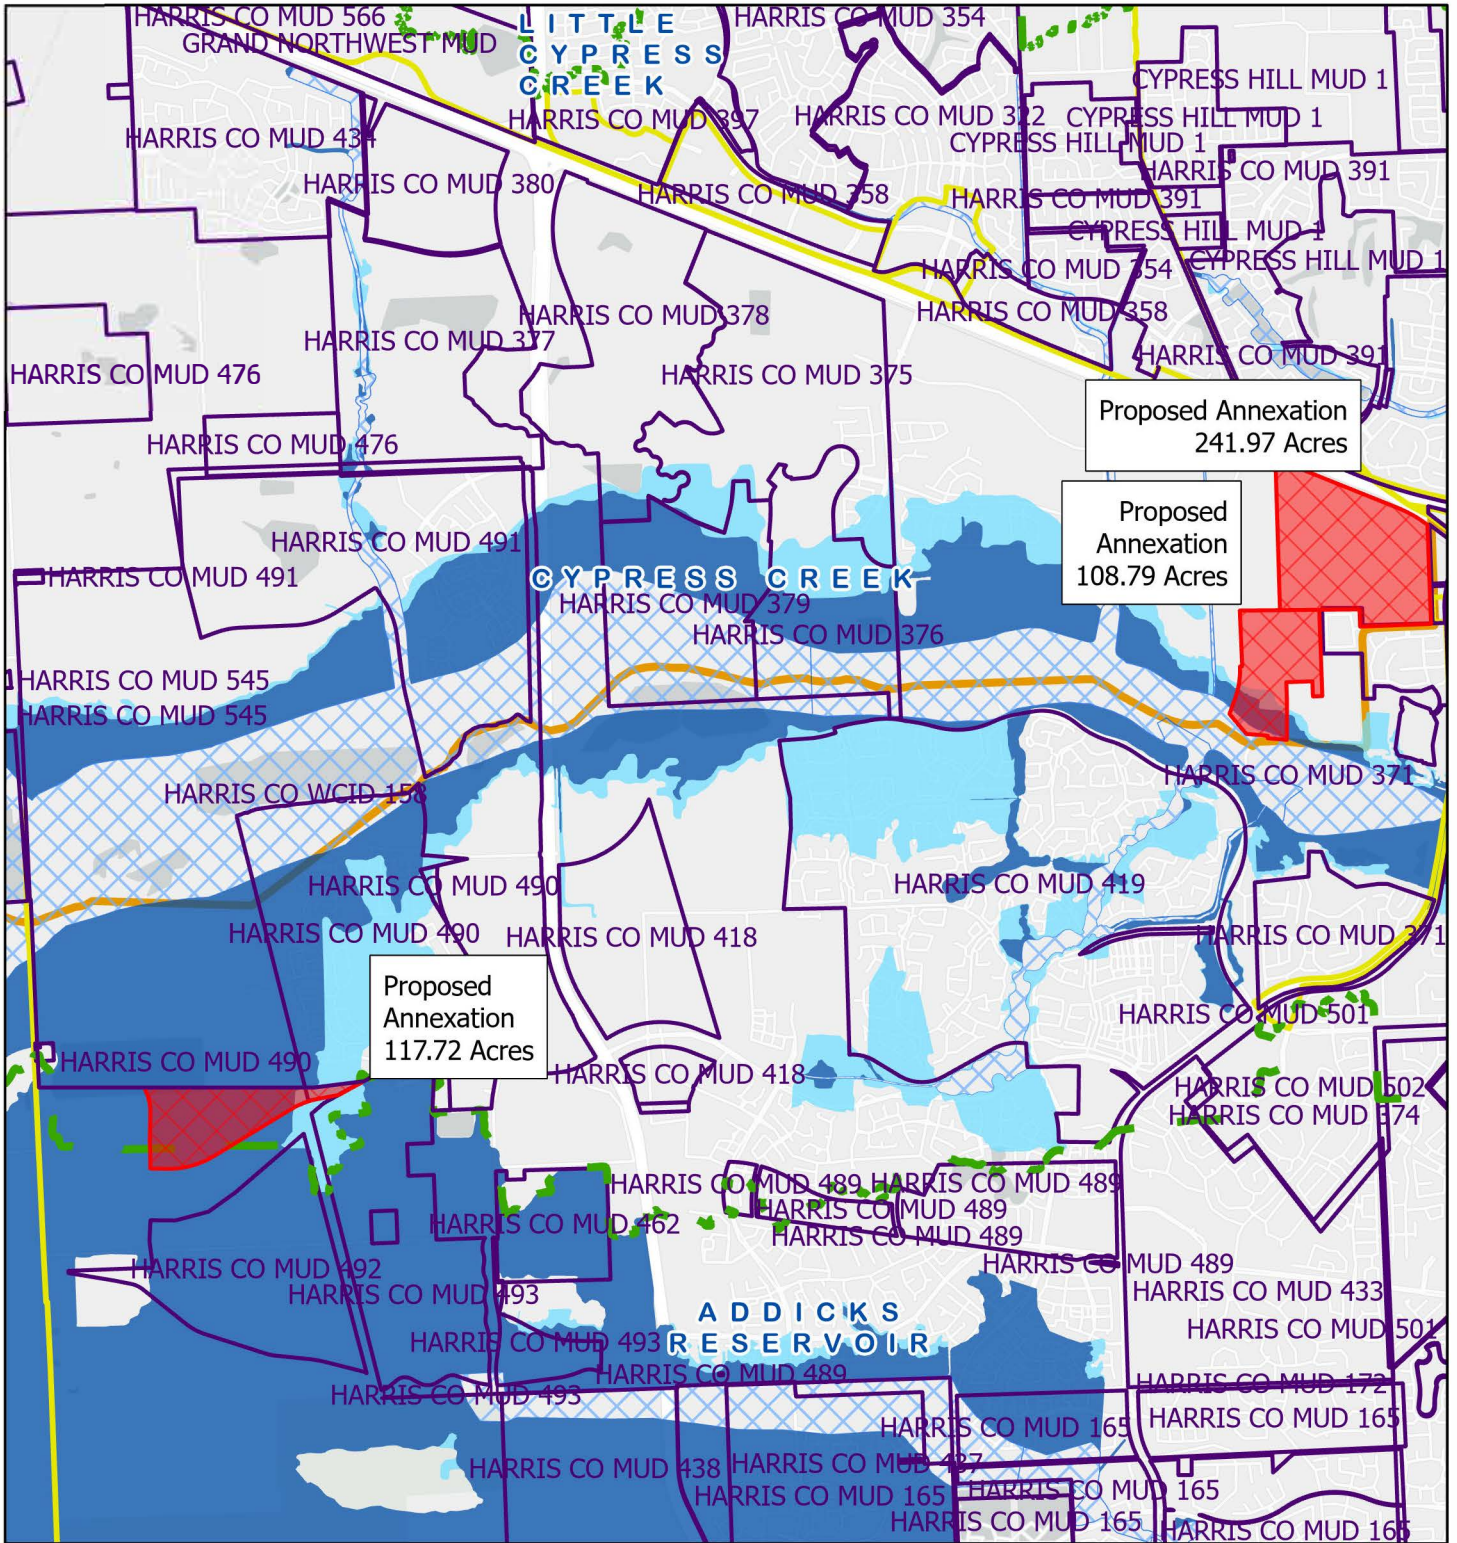 HARRIS CO MUD 566
GRAND NORTHWEST MUD
LITTLE
CYPRESS
CREEK
HARRIS CO MUD 354
CYPRESS HILL MUD 1
HARRIS CO MUD 434
HARRIS CO MUD 397
HARRIS CO MUD 322
CYPRESS HILL MUD 1
CYPRESS HILL MUD 1
HARRIS CO MUD 391
HARRIS CO MUD 380
HARRIS CO MUD 358
HARRIS CO MUD 391
CYPRESS HILL MUD 1
CYPRESS HILL MUD 1
HARRIS CO MUD 354
HARRIS CO MUD 378
HARRIS CO MUD 358
HARRIS CO MUD 377
HARRIS CO MUD 391
HARRIS CO MUD 476
HARRIS CO MUD 375
Proposed Annexation
241.97 Acres
HARRIS CO MUD 476
Proposed
Annexation
108.79 Acres
HARRIS CO MUD 491
HARRIS CO MUD 491
CYPRESS CREEK
HARRIS CO MUD 379
HARRIS CO MUD 376
HARRIS CO MUD 545
HARRIS CO MUD 545
HARRIS CO MUD 371
HARRIS CO WCID 158
HARRIS CO MUD 490
HARRIS CO MUD 419
HARRIS CO MUD 490
HARRIS CO MUD 418
HARRIS CO MUD 371
Proposed
Annexation
117.72 Acres
HARRIS CO MUD 501
HARRIS CO MUD 490
HARRIS CO MUD 418
HARRIS CO MUD 502
HARRIS CO MUD 374
HARRIS CO MUD 489
HARRIS CO MUD 489
HARRIS CO MUD 489
HARRIS CO MUD 462
HARRIS CO MUD 489
HARRIS CO MUD 489
HARRIS CO MUD 492
HARRIS CO MUD 493
HARRIS CO MUD 433
ADDICKS
RESERVOIR
HARRIS CO MUD 501
HARRIS CO MUD 493
HARRIS CO MUD 489
HARRIS CO MUD 172
HARRIS CO MUD 493
HARRIS CO MUD 165
HARRIS CO MUD 165
HARRIS CO MUD 438
HARRIS CO MUD 437
HARRIS CO MUD 165
HARRIS CO MUD 165
HARRIS CO MUD 165
HARRIS CO MUD 165